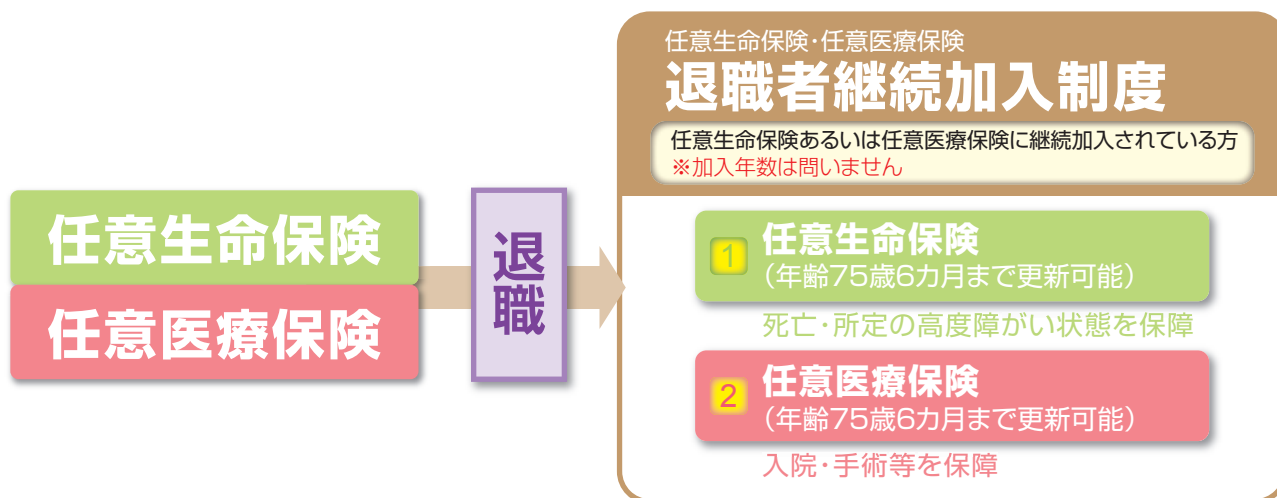 任意生命保険
任意医療保険
退職
任意生命保険・任意医療保険
退職者継続加入制度
任意生命保険あるいは任意医療保険に継続加入されている方
※加入年数は問いません
1 任意生命保険
（年齢75歳6カ月まで更新可能）
死亡・所定の高度障がい状態を保障
2 任意医療保険
（年齢75歳6カ月まで更新可能）
入院・手術等を保障